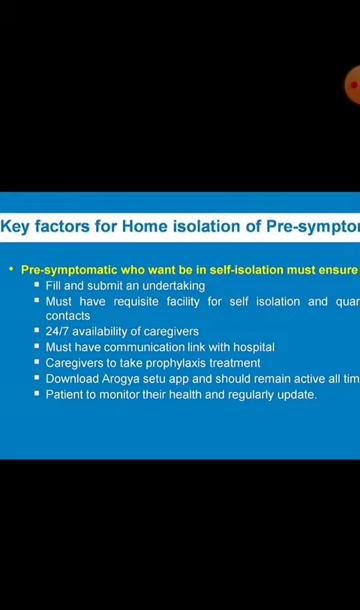 Key factors for Home isolation of Pre-sympto
• Pre-symptomatic who want be in self-isolation must ensure
▪ Fill and submit an undertaking
▪ Must have requisite facility for self isolation and quar
contacts
▪ 24/7 availability of caregivers
▪ Must have communication link with hospital
▪ Caregivers to take prophylaxis treatment
▪ Download Arogya setu app and should remain active all tim
▪ Patient to monitor their health and regularly update.